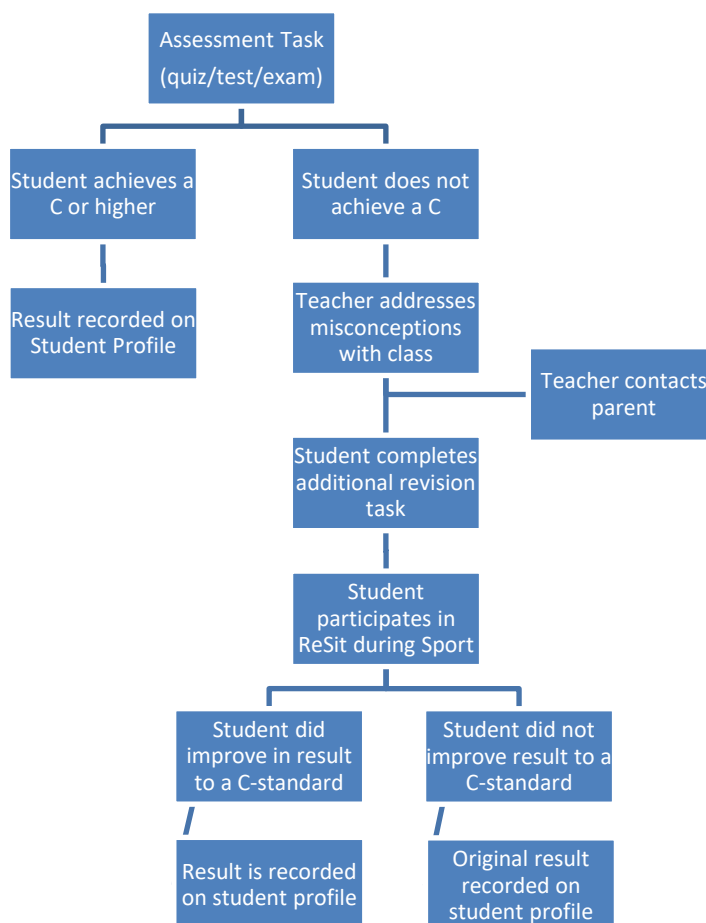 Assessment Task
(quiz/test/exam)
Student achieves a
C or higher
Student does not
achieve a C
Result recorded on
Student Profile
Teacher addresses
misconceptions
with class
Teacher contacts
parent
Student completes
additional revision
task
Student
participates in
ReSit during Sport
Student did
improve in result
to a C-standard
Student did not
improve result to a
C-standard
Result is recorded
on student profile
Original result
recorded on
student profile